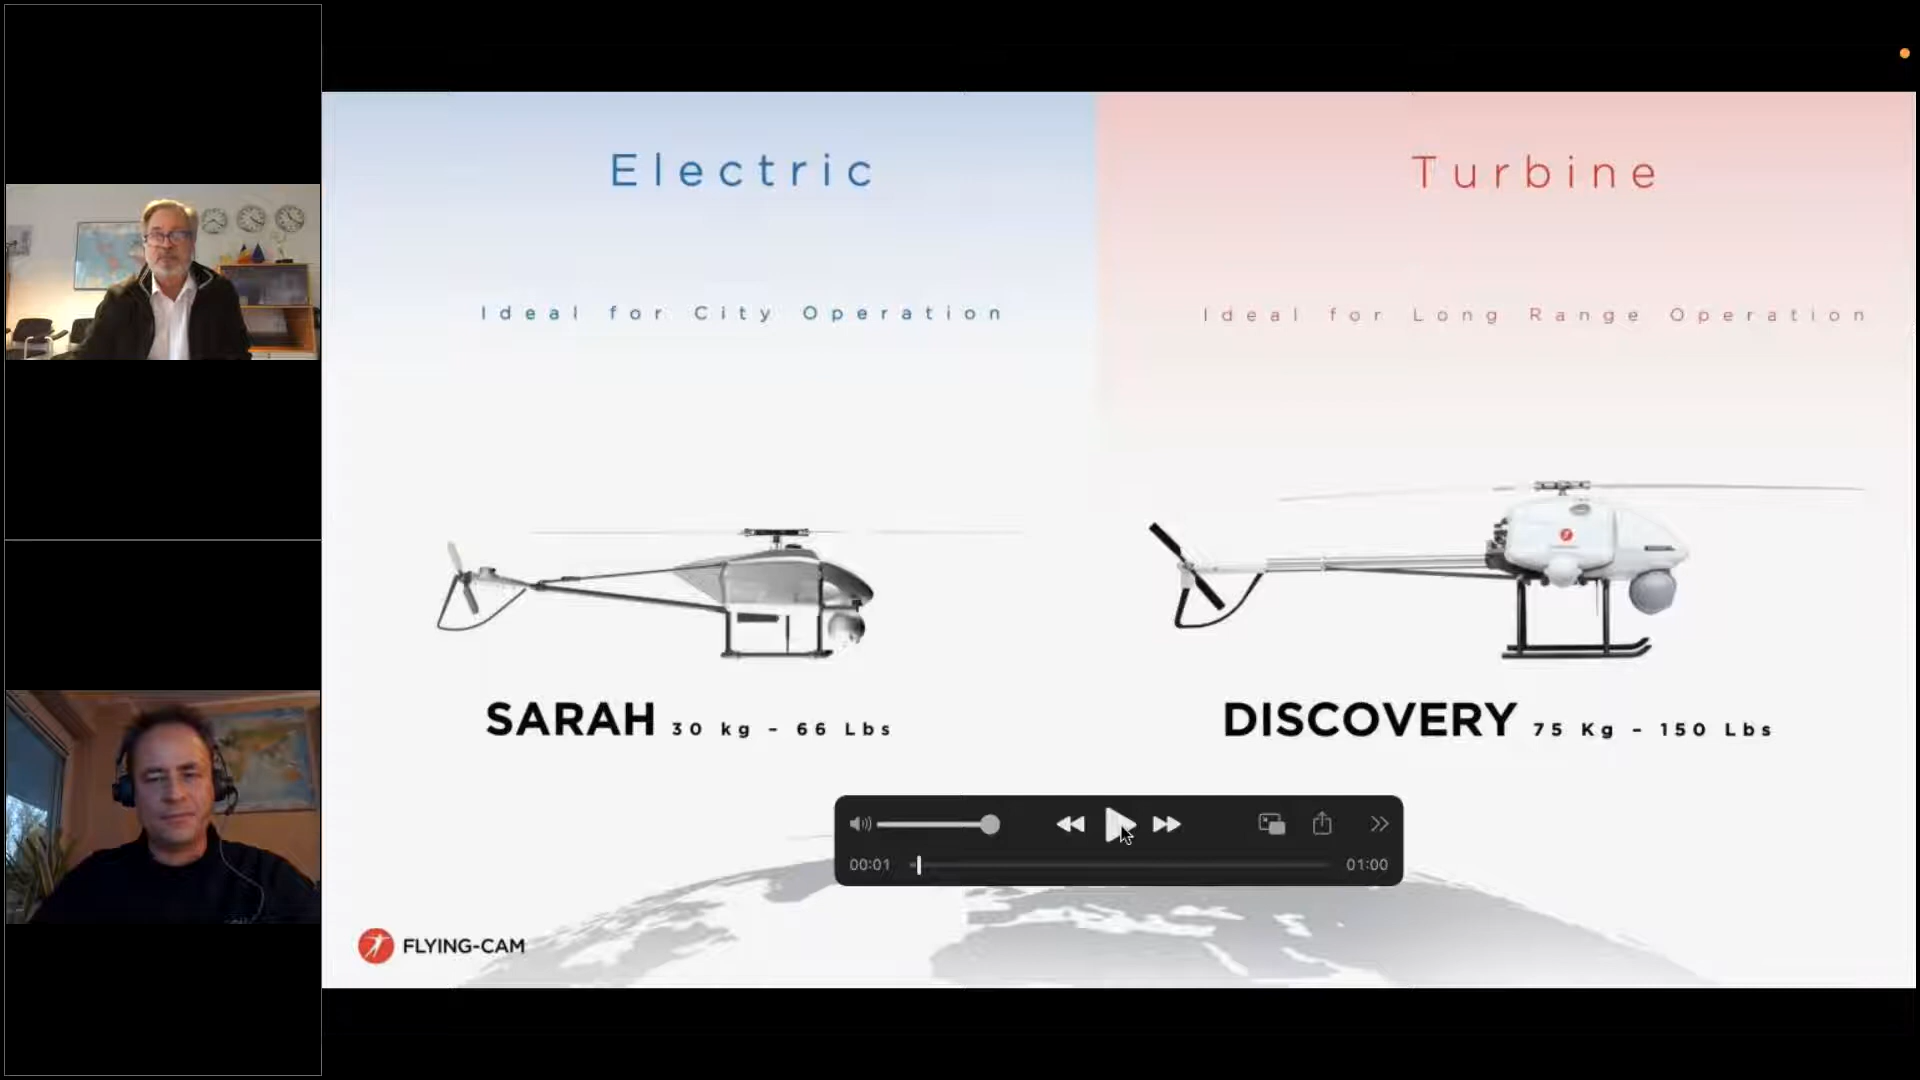 Electric
Turbine
Ideal for City Operation
Ideal for Long Range Operation
SARAH 30 kg - 66 Lbs
DISCOVERY 75 Kg - 150 Lbs
00:01
01:00
FLYING-CAM